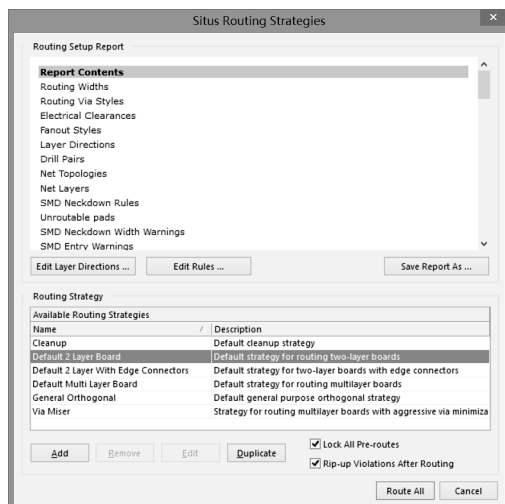 Situs Routing Strategies
×
Routing Setup Report
Report Contents
Routing Widths
Routing Via Styles
Electrical Clearances
Fanout Styles
Layer Directions
Drill Pairs
Net Topologies
Net Layers
SMD Neckdown Rules
Unroutable pads
SMD Neckdown Width Warnings
SMD Entry Warnings
Edit Layer Directions ... Edit Rules ... Save Report As ...
Routing Strategy
Available Routing Strategies
Name / Description
Cleanup Default cleanup strategy
Default 2 Layer Board Default strategy for routing two-layer boards
Default 2 Layer With Edge Connectors Default strategy for two-layer boards with edge connectors
Default Multi Layer Board Default strategy for routing multilayer boards
General Orthogonal Default general purpose orthogonal strategy
Via Miser Strategy for routing multilayer boards with aggressive via minimiza
Add Remove Edit Duplicate
Lock All Pre-routes
Rip-up Violations After Routing
Route All Cancel